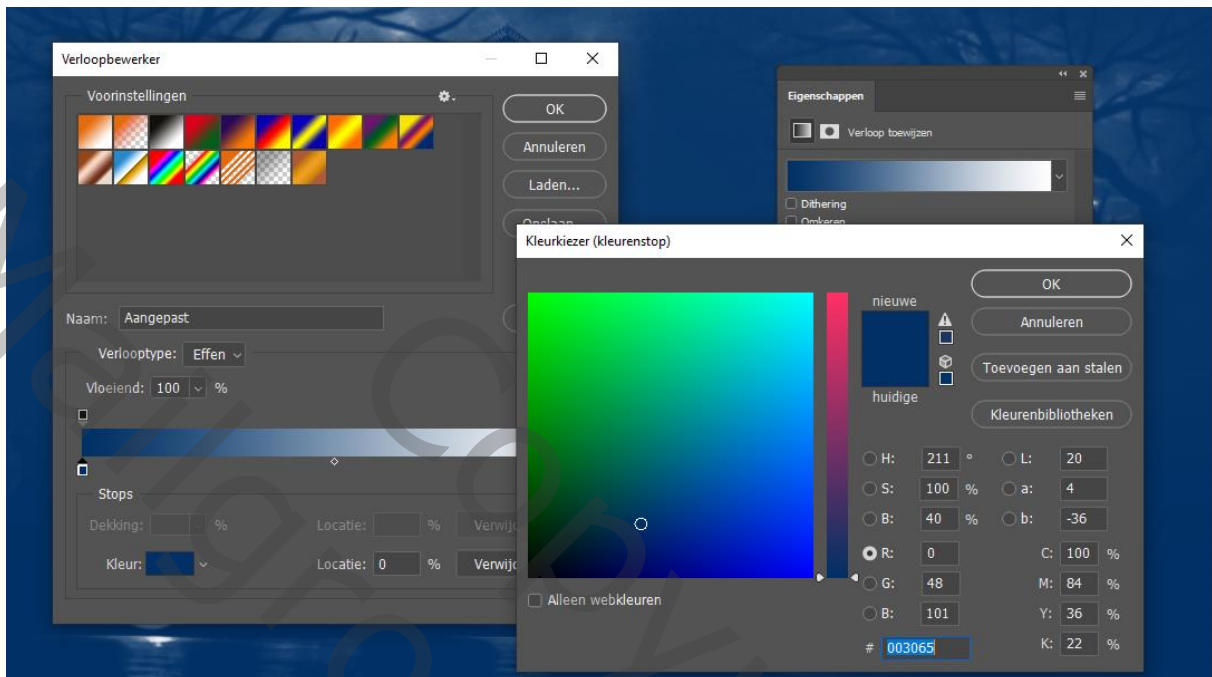 Verloopbewerker
Voorinstellingen
OK
Annuleren
Laden...
Opslaan...
Naam: Aangepast
Verlooptype: Effen
Vloeiend: 100 %
Stops
Dekking: % Locatie: %
Kleur: Locatie: 0 %
Eigenschappen
Verloop toewijzen
Dithering
Omkeren
Kleurkiezer (kleurenstop)
nieuwe
huidige
OK
Annuleren
Toevoegen aan stalen
Kleurenbibliotheken
H: 211 ° L: 20
S: 100 % a: 4
B: 40 % b: -36
R: 0 C: 100 %
G: 48 M: 84 %
B: 101 Y: 36 %
# 003065 K: 22 %
Alleen webkleuren